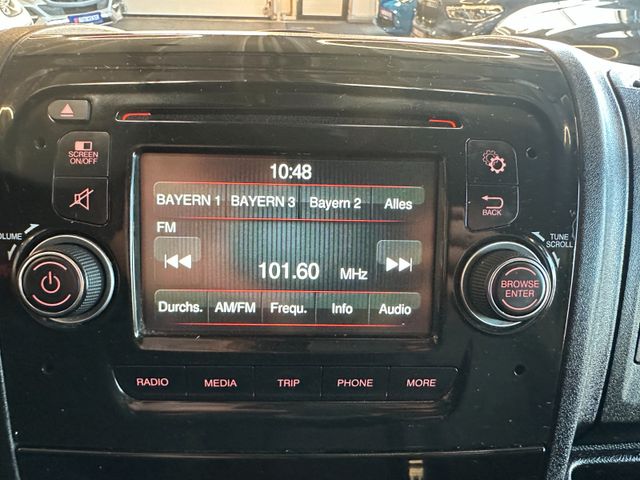 10:48
SCREEN
ON/OFF
BAYERN 1 BAYERN 3 Bayern 2 Alles
FM
BACK
VOLUME
TUNE
SCROLL
101.60 MHz
BROWSE
ENTER
Durchs. AM/FM Frequ. Info Audio
RADIO MEDIA TRIP PHONE MORE